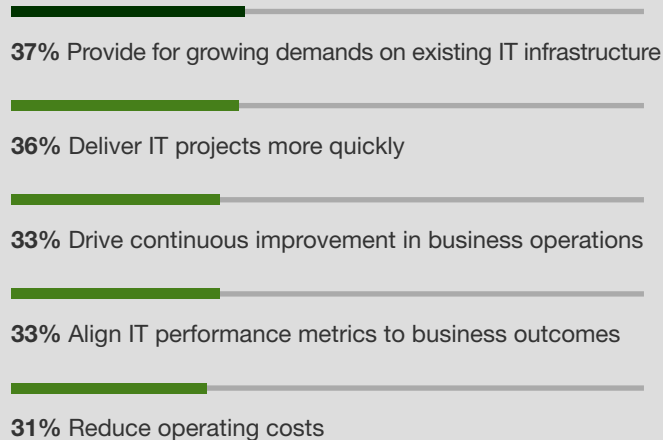 37% Provide for growing demands on existing IT infrastructure
36% Deliver IT projects more quickly
33% Drive continuous improvement in business operations
33% Align IT performance metrics to business outcomes
31% Reduce operating costs